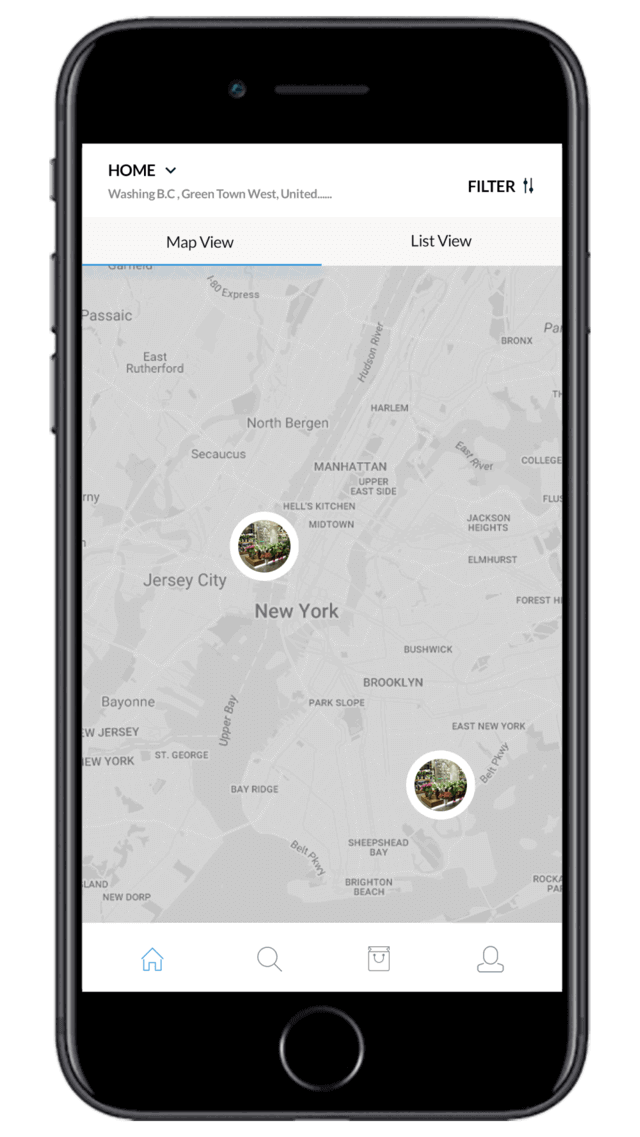 HOME
Washing B.C , Green Town West, United......
FILTER
Map View
List View
Garfield
I-80 Express
Passaic
BRONX
East
Rutherford
Hudson River
HARLEM
North Bergen
Secaucus
East River
MANHATTAN
UPPER
EAST SIDE
COLLEGE
HELL'S KITCHEN
MIDTOWN
JACKSON
HEIGHTS
ELMHURST
Jersey City
FOREST H
New York
BUSHWICK
BROOKLYN
Bayonne
PARK SLOPE
Upper Bay
EAST NEW YORK
EW JERSEY
ST. GEORGE
EW YORK
Belt Pkwy
BAY RIDGE
SHEEPSHEAD
BAY
Belt Pkwy
BRIGHTON
BEACH
LAND
NEW DORP
ROCKA
PA